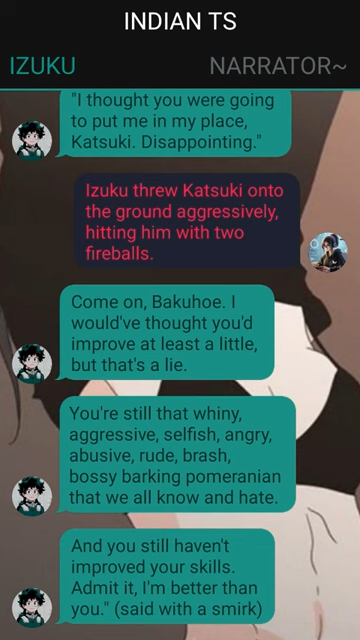 INDIAN TS
IZUKU
NARRATOR~
"I thought you were going
to put me in my place,
Katsuki. Disappointing."
Izuku threw Katsuki onto
the ground aggressively,
hitting him with two
fireballs.
Come on, Bakuhoe. I
would've thought you'd
improve at least a little,
but that's a lie.
You're still that whiny,
aggressive, selfish, angry,
abusive, rude, brash,
bossy barking pomeranian
that we all know and hate.
And you still haven't
improved your skills.
Admit it, I'm better than
you." (said with a smirk)